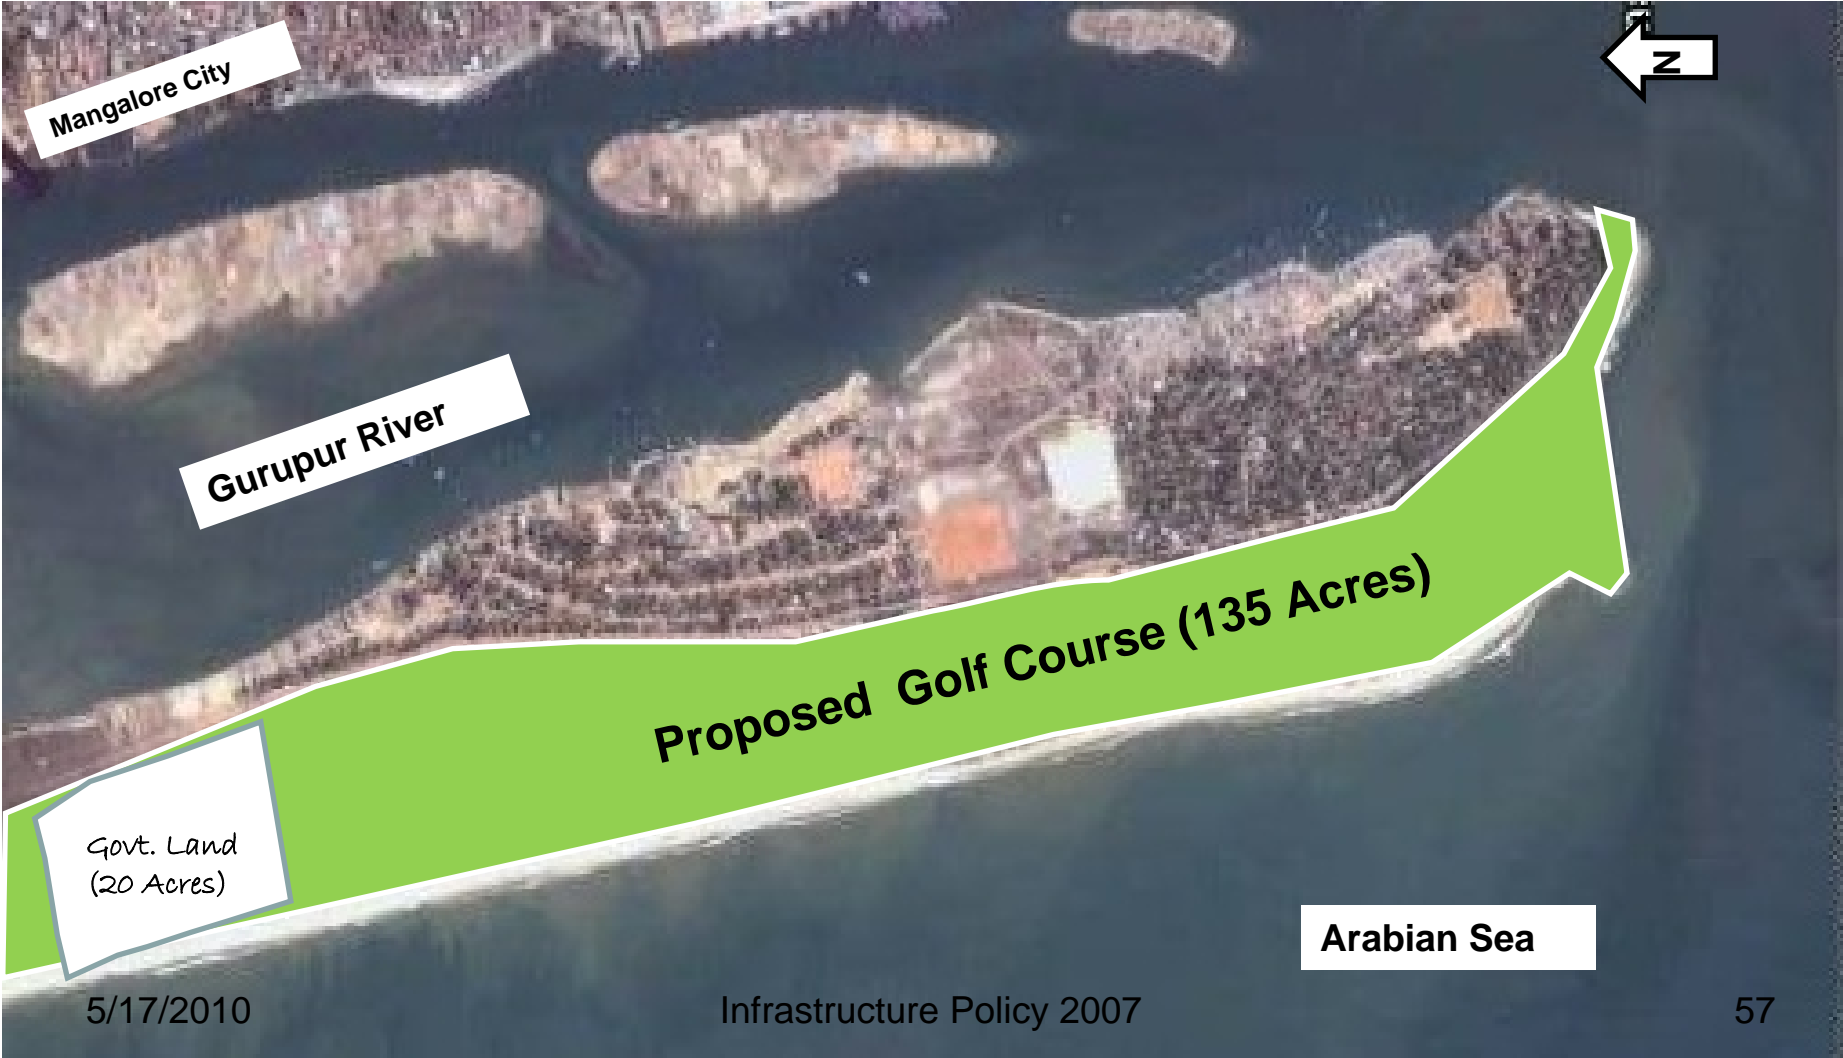 Mangalore City
N
Gurupur River
Proposed Golf Course (135 Acres)
Govt. Land
(20 Acres)
Arabian Sea
5/17/2010
Infrastructure Policy 2007
57